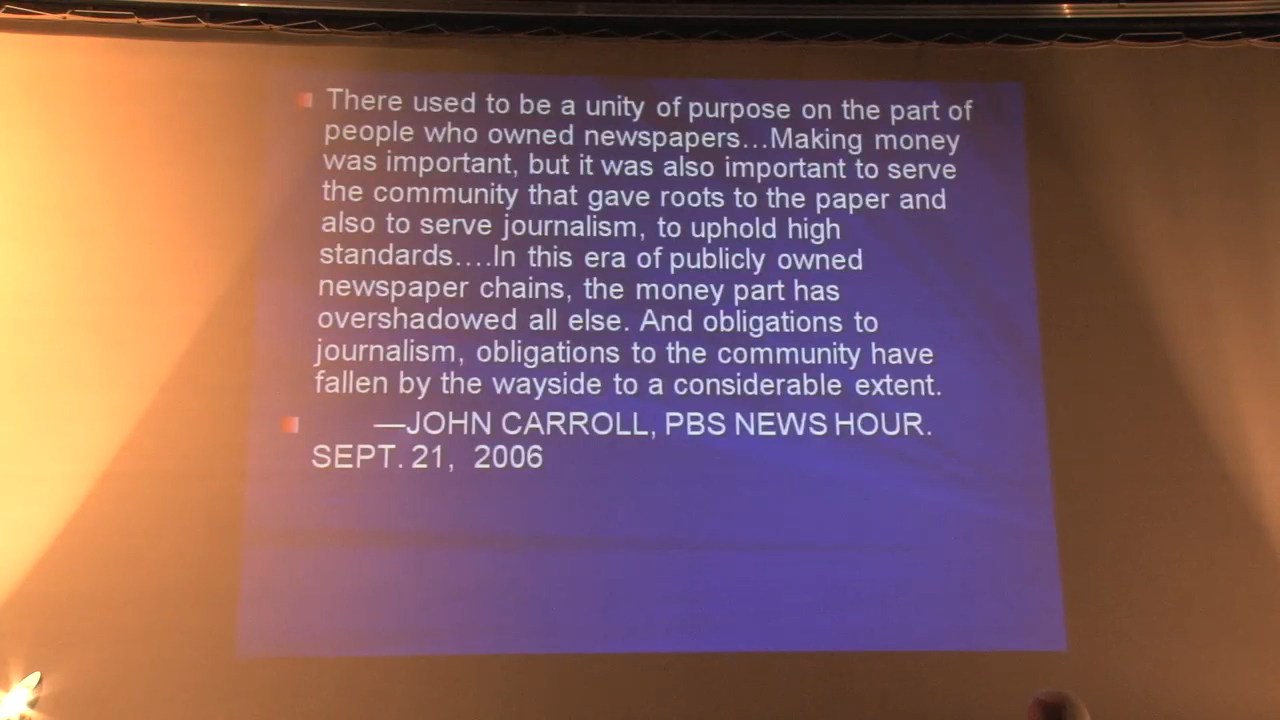 There used to be a unity of purpose on the part of
people who owned newspapers...Making money
was important, but it was also important to serve
the community that gave roots to the paper and
also to serve journalism, to uphold high
standards....In this era of publicly owned
newspaper chains, the money part has
overshadowed all else. And obligations to
journalism, obligations to the community have
fallen by the wayside to a considerable extent.
—JOHN CARROLL, PBS NEWS HOUR.
SEPT. 21, 2006